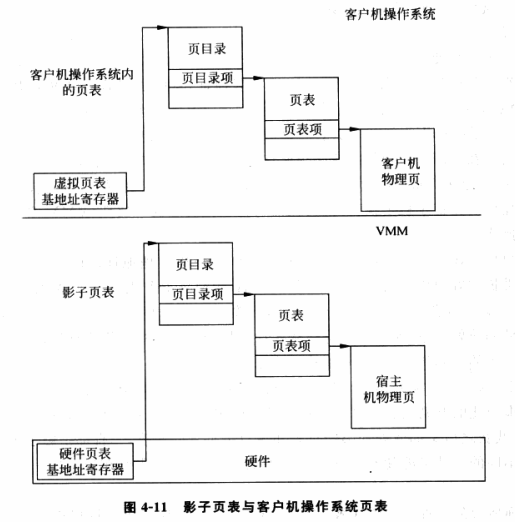 客户机操作系统
页目录
页目录项
客户机操作系统内
的页表
页表
页表项
客户机
物理页
虚拟页表
基地址寄存器
VMM
页目录
页目录项
影子页表
页表
页表项
宿主
机物理页
硬件页表
基地址寄存器
硬件
图 4-11 影子页表与客户机操作系统页表